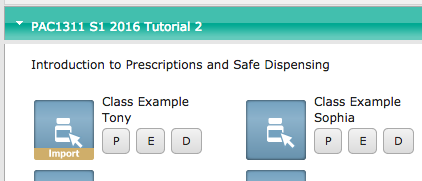 PAC1311 S1 2016 Tutorial 2
Introduction to Prescriptions and Safe Dispensing
Class Example
Tony
P E D
Import
Class Example
Sophia
P E D